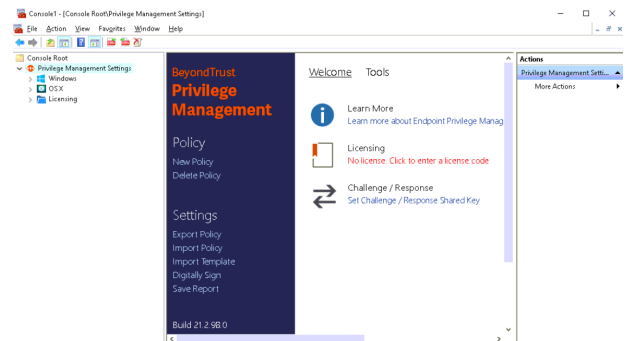 Console1 - [Console Root\Privilege Management Settings]
File Action View Favorites Window Help
Console Root
Privilege Management Settings
Windows
OS X
Licensing
BeyondTrust
Privilege
Management
Policy
New Policy
Delete Policy
Settings
Export Policy
Import Policy
Import Template
Digitally Sign
Save Report
Build 21.2.98.0
Welcome Tools
Learn More
Learn more about Endpoint Privilege Manag
Licensing
No license. Click to enter a license code
Challenge / Response
Set Challenge / Response Shared Key
Actions
Privilege Management Setti...
More Actions